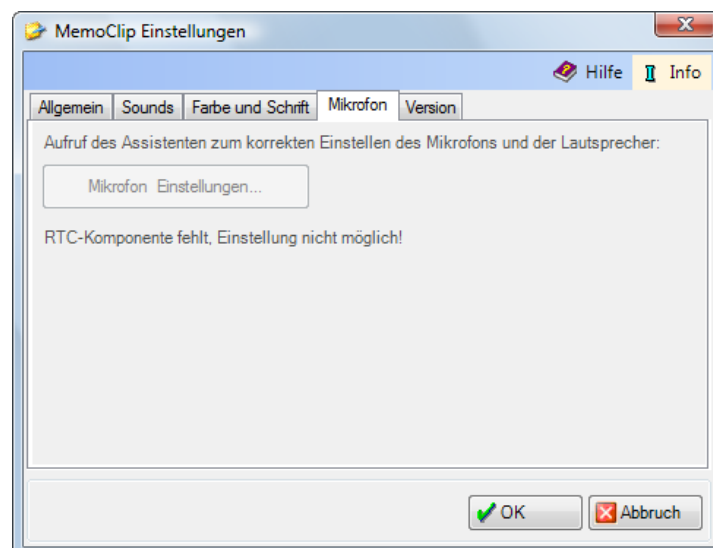 MemoClip Einstellungen
Hilfe Info
Allgemein Sounds Farbe und Schrift Mikrofon Version
Aufruf des Assistenten zum korrekten Einstellen des Mikrofons und der Lautsprecher:
Mikrofon Einstellungen...
RTC-Komponente fehlt, Einstellung nicht möglich!
OK Abbruch